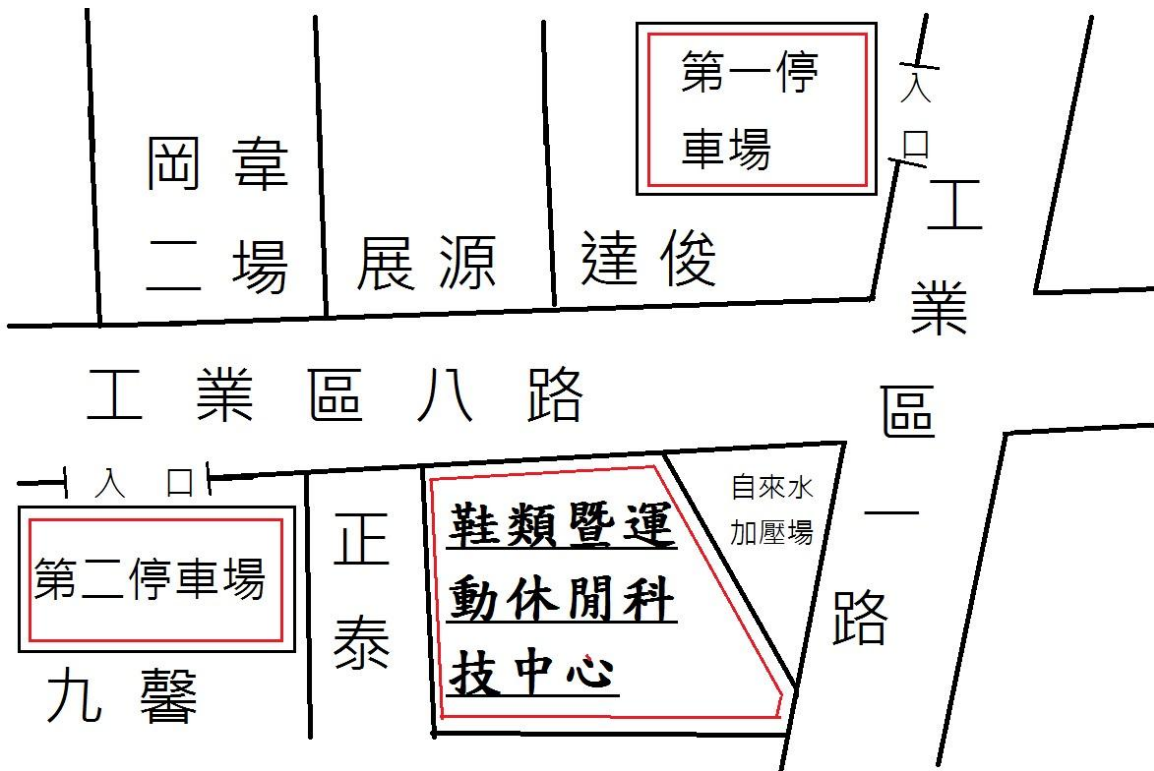 第一停
車場
入
口
岡韋
二場
展源
達俊
工業區一路
工業區八路
入口
第二停車場
九馨
正泰
鞋類暨運
動休閒科
技中心
自來水
加壓場